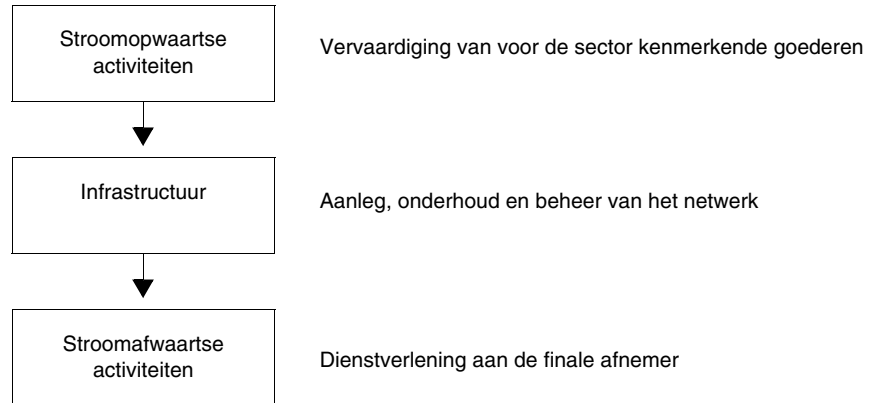 Stroomopwaartse
activiteiten
Vervaardiging van voor de sector kenmerkende goederen
Infrastructuur
Aanleg, onderhoud en beheer van het netwerk
Stroomafwaartse
activiteiten
Dienstverlening aan de finale afnemer